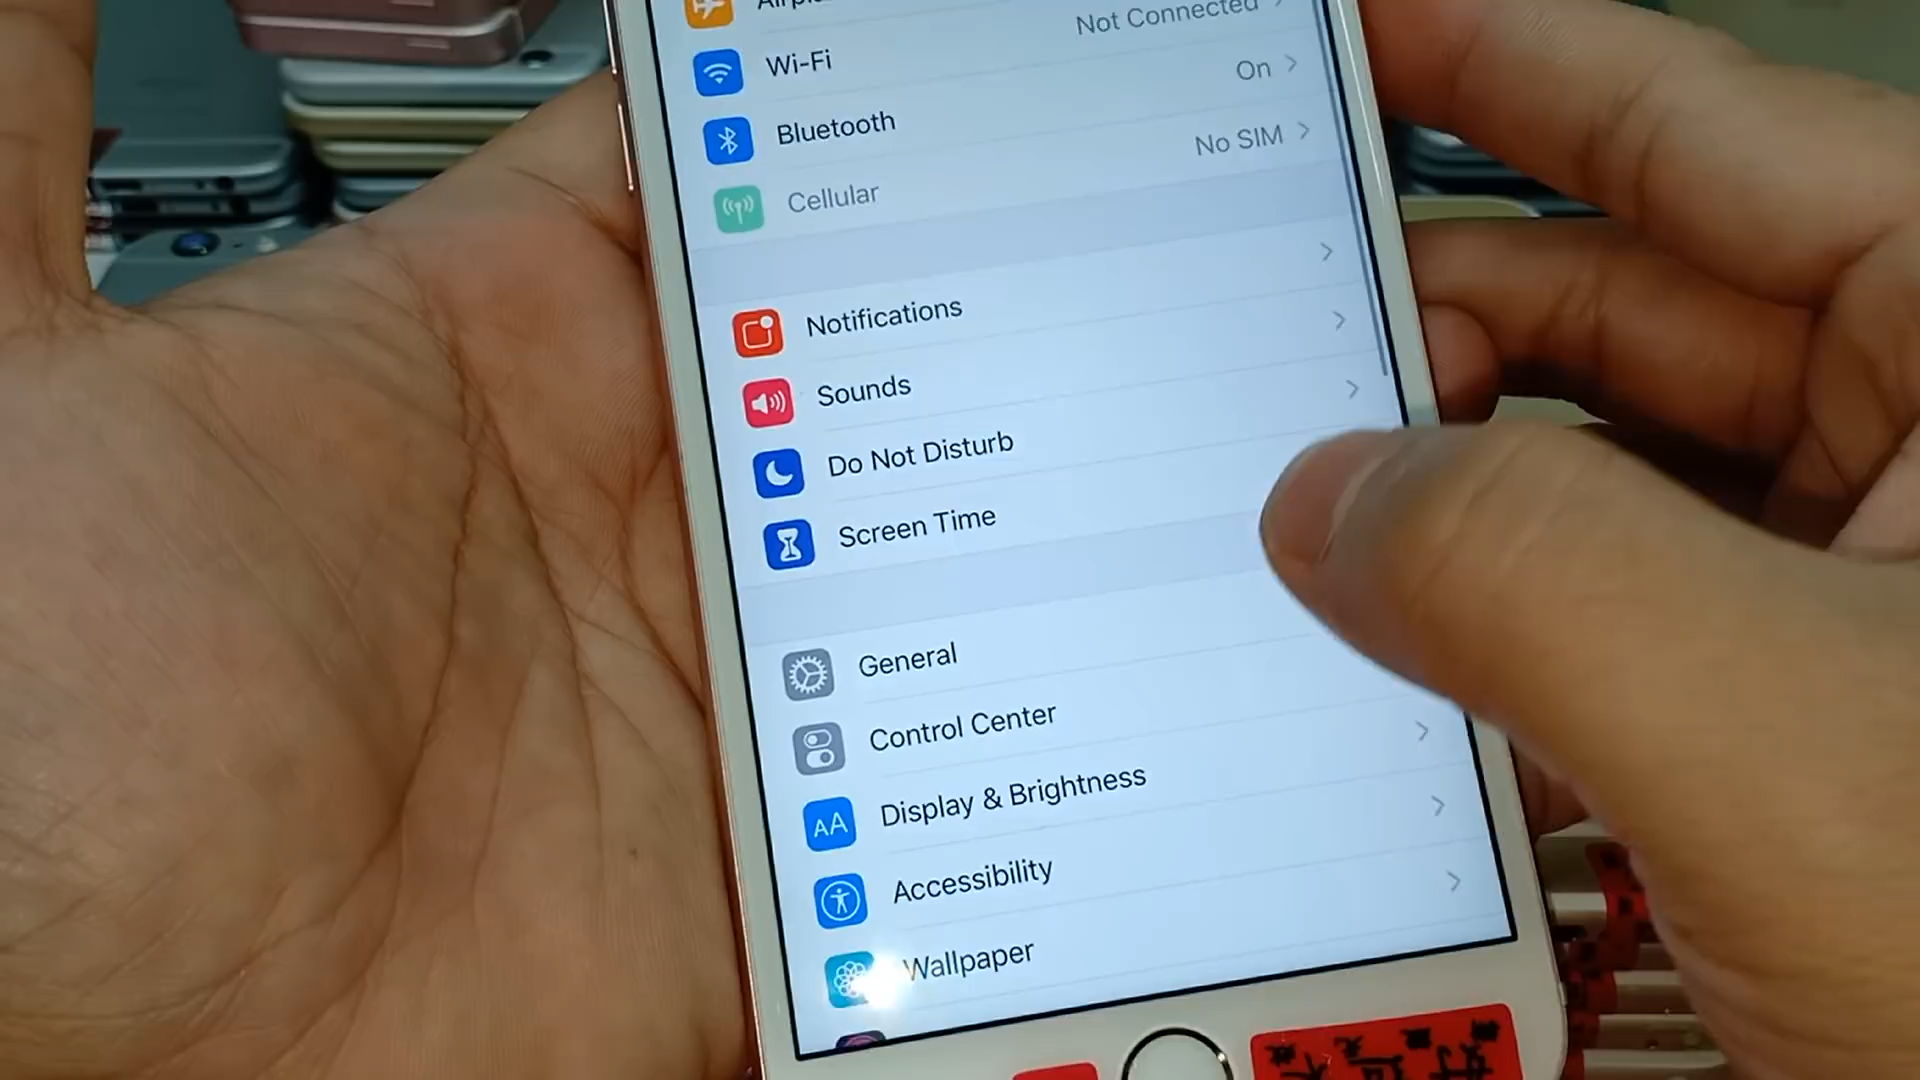 Wi-Fi
Not Connected
Bluetooth
On
Cellular
No SIM
Notifications
Sounds
Do Not Disturb
Screen Time
General
Control Center
AA Display & Brightness
Accessibility
Wallpaper